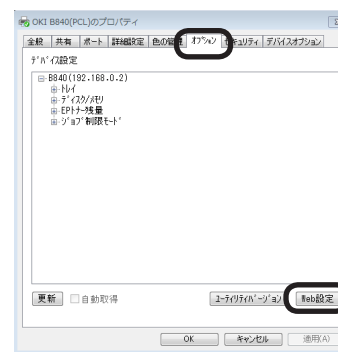 OKI B840(PCL)のプロパティ
全般 共有 ポート 詳細設定 色の管理 オプション セキュリティ デバイスオプション
デバイス設定
B840(192.168.0.2)
トレイ
ディスク/メモリ
EPトナー残量
ジョブ制限モード
更新 自動取得 ユーティリティバージョン Web設定
OK キャンセル 適用(A)